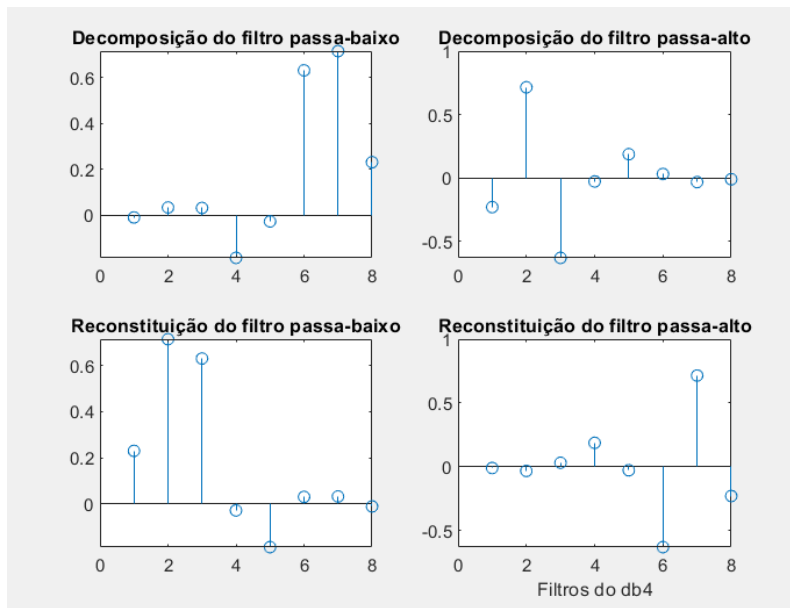 Decomposição do filtro passa-baixo
0.6
0.4
0.2
0
0 2 4 6 8
Decomposição do filtro passa-alto
1
0.5
0
-0.5
0 2 4 6 8
Reconstituição do filtro passa-baixo
0.6
0.4
0.2
0
0 2 4 6 8
Reconstituição do filtro passa-alto
1
0.5
0
-0.5
0 2 4 6 8
Filtros do db4